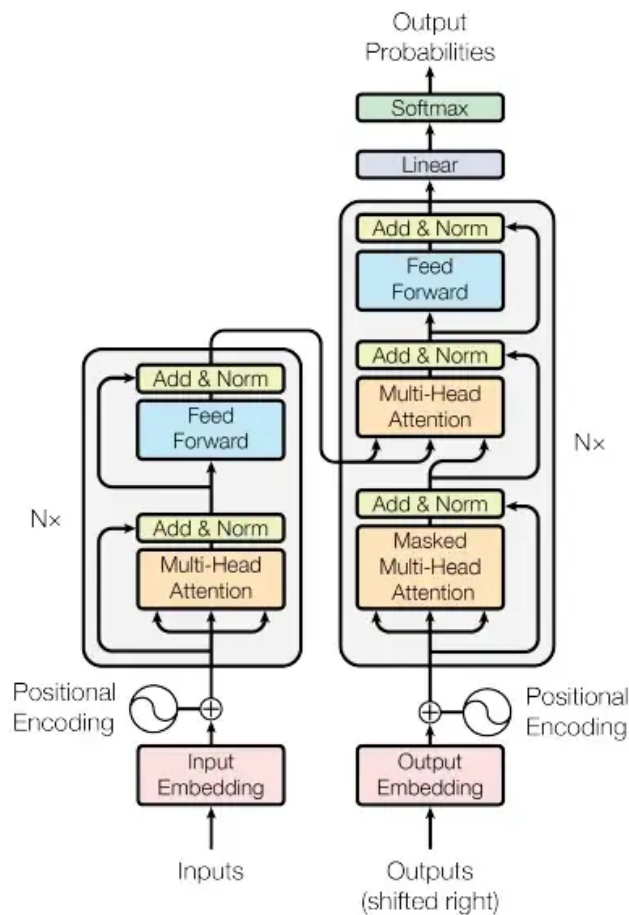 Output
Probabilities
Softmax
Linear
Add & Norm
Feed
Forward
Add & Norm
Multi-Head
Attention
Add & Norm
Masked
Multi-Head
Attention
N×
Positional
Encoding
Output
Embedding
Outputs
(shifted right)
Add & Norm
Feed
Forward
Add & Norm
Multi-Head
Attention
N×
Positional
Encoding
Input
Embedding
Inputs